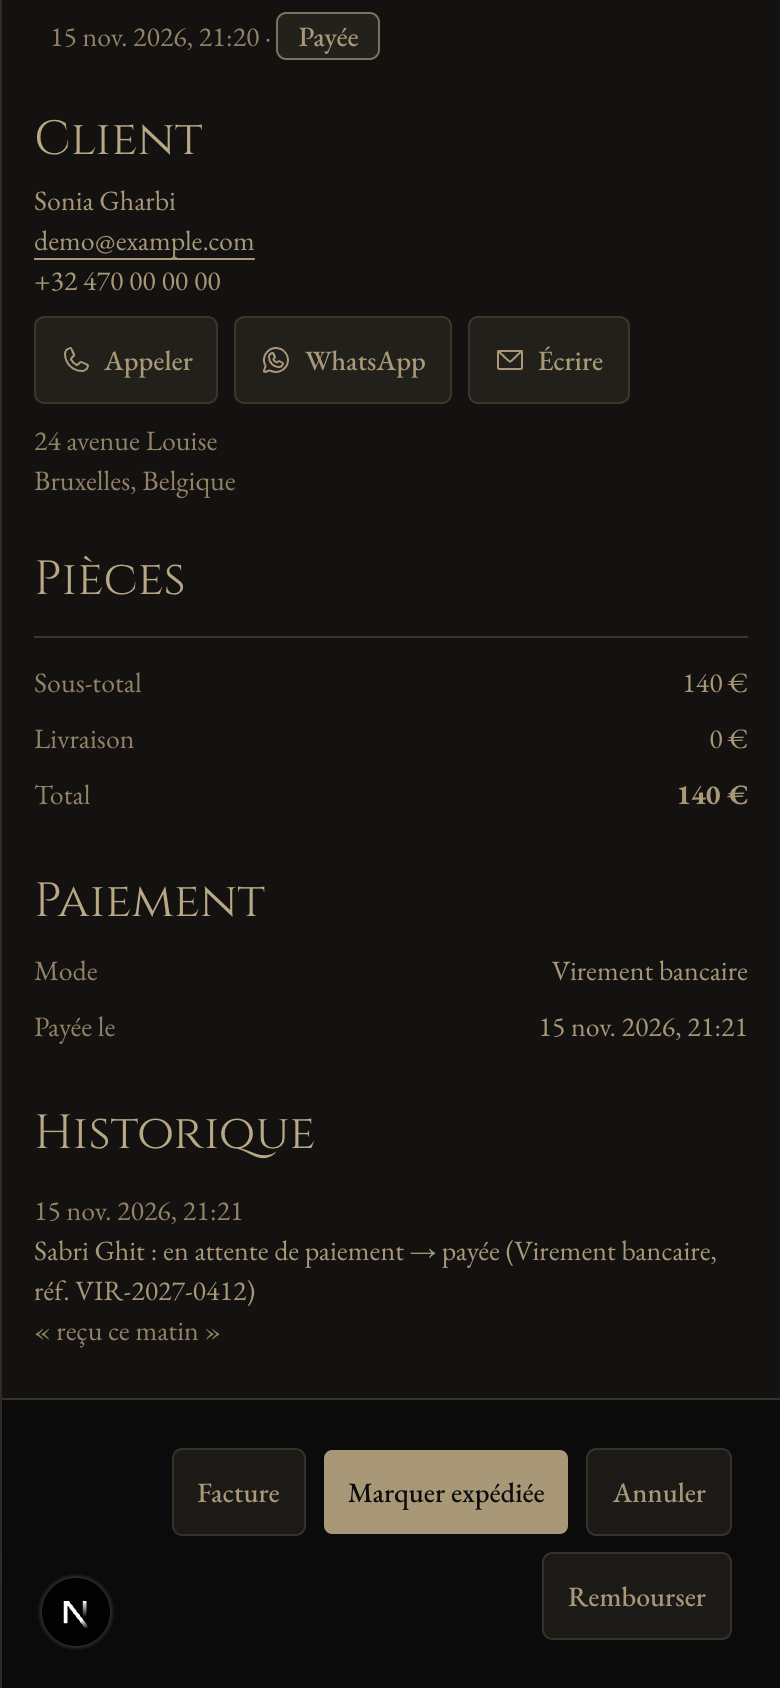 15 nov. 2026, 21:20 · Payée
Client
Sonia Gharbi
demo@example.com
+32 470 00 00 00
Appeler WhatsApp Écrire
24 avenue Louise
Bruxelles, Belgique
Pièces
Sous-total 140 €
Livraison 0 €
Total 140 €
Paiement
Mode Virement bancaire
Payée le 15 nov. 2026, 21:21
Historique
15 nov. 2026, 21:21
Sabri Ghit : en attente de paiement → payée (Virement bancaire,
réf. VIR-2027-0412)
« reçu ce matin »
Facture Marquer expédiée Annuler
Rembourser
N